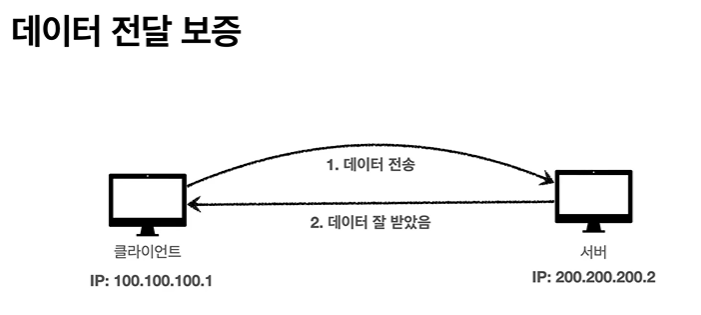 데이터 전달 보증
1. 데이터 전송
2. 데이터 잘 받았음
클라이언트
서버
IP: 100.100.100.1
IP: 200.200.200.2